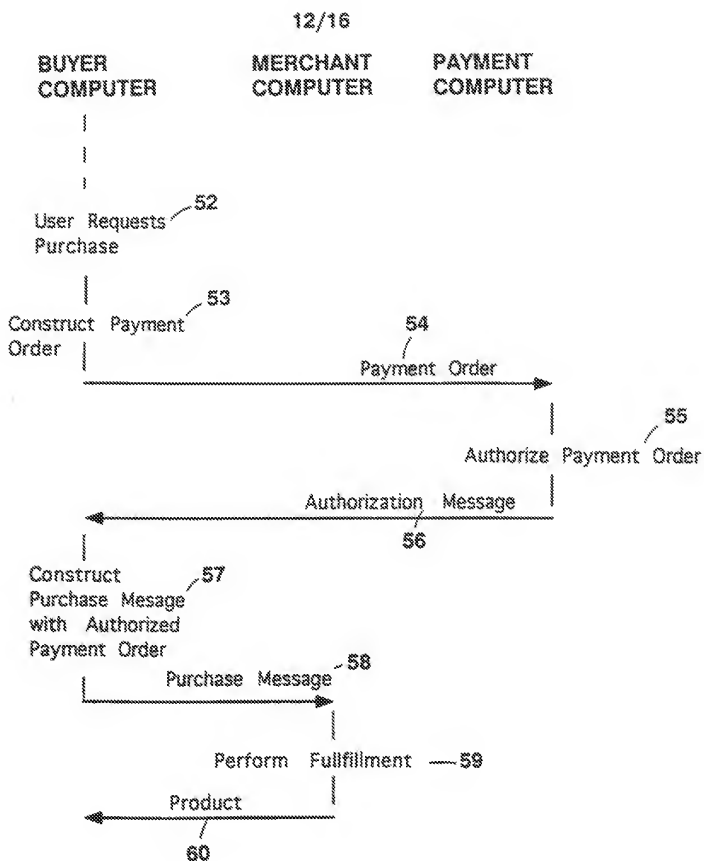 12/16
BUYER COMPUTER
MERCHANT COMPUTER
PAYMENT COMPUTER
User Requests
Purchase
52
Construct Payment
Order
53
54
Payment Order
55
Authorize Payment Order
Authorization Message
56
Construct
Purchase Mesage
with Authorized
Payment Order
57
58
Purchase Message
Perform Fullfillment
59
Product
60